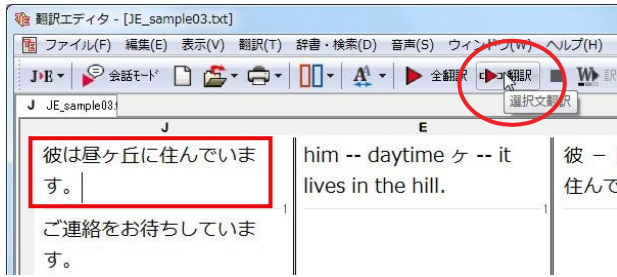 翻訳エディタ - [JE_sample03.txt]
ファイル(F) 編集(E) 表示(V) 翻訳(T) 辞書・検索(D) 音声(S) ウィンドウ(W) ヘルプ(H)
J▸E 会話モード 全翻訳 翻訳 訳
J JE_sample03.
選択文翻訳
J E
彼は昼ヶ丘に住んでいま
す。
1
him -- daytime ヶ -- it
lives in the hill.
1
彼 –
住んで
ご連絡をお待ちしていま
す。